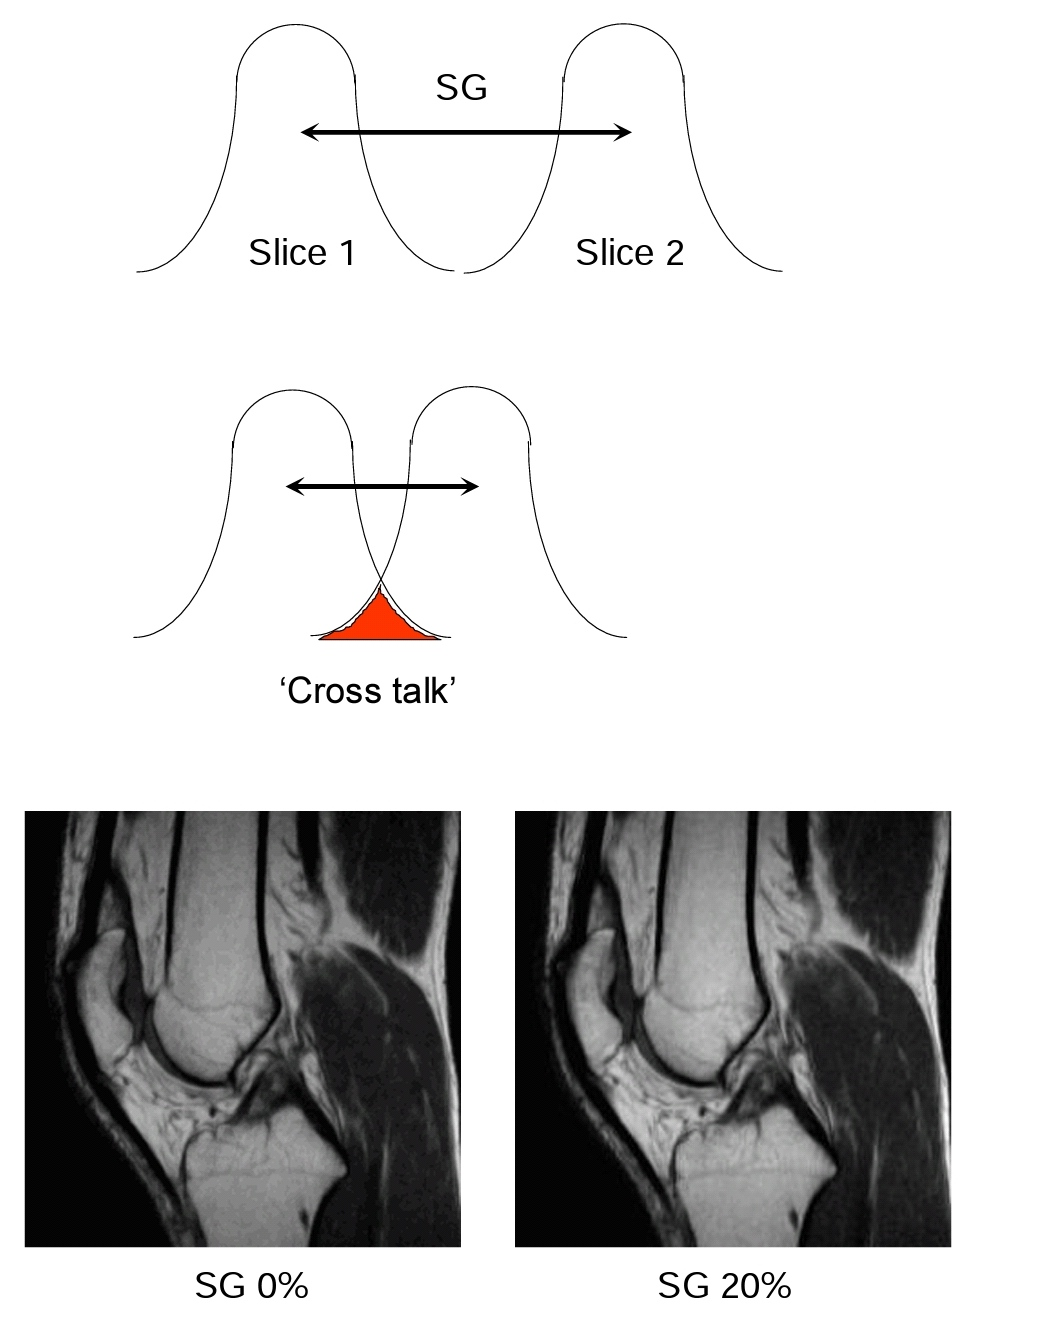 SG
Slice 1
Slice 2
‘Cross talk’
SG 0%
SG 20%